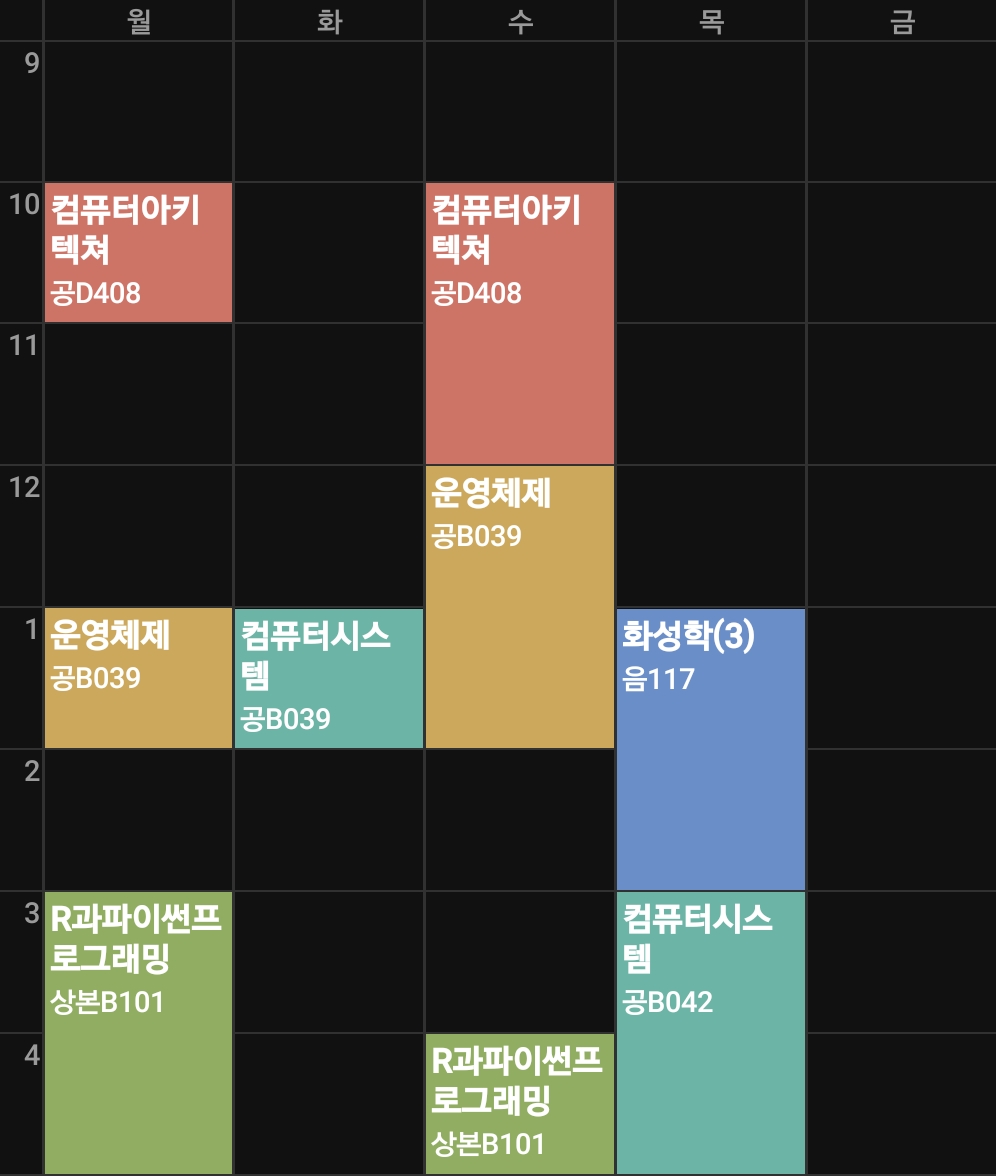 월 화 수 목 금
9
10
컴퓨터아키
텍쳐
공D408
컴퓨터아키
텍쳐
공D408
11
12
운영체제
공B039
1
운영체제
공B039
컴퓨터시스
템
공B039
화성학(3)
음117
2
3
R과파이썬프
로그래밍
상본B101
컴퓨터시스
템
공B042
4
R과파이썬프
로그래밍
상본B101